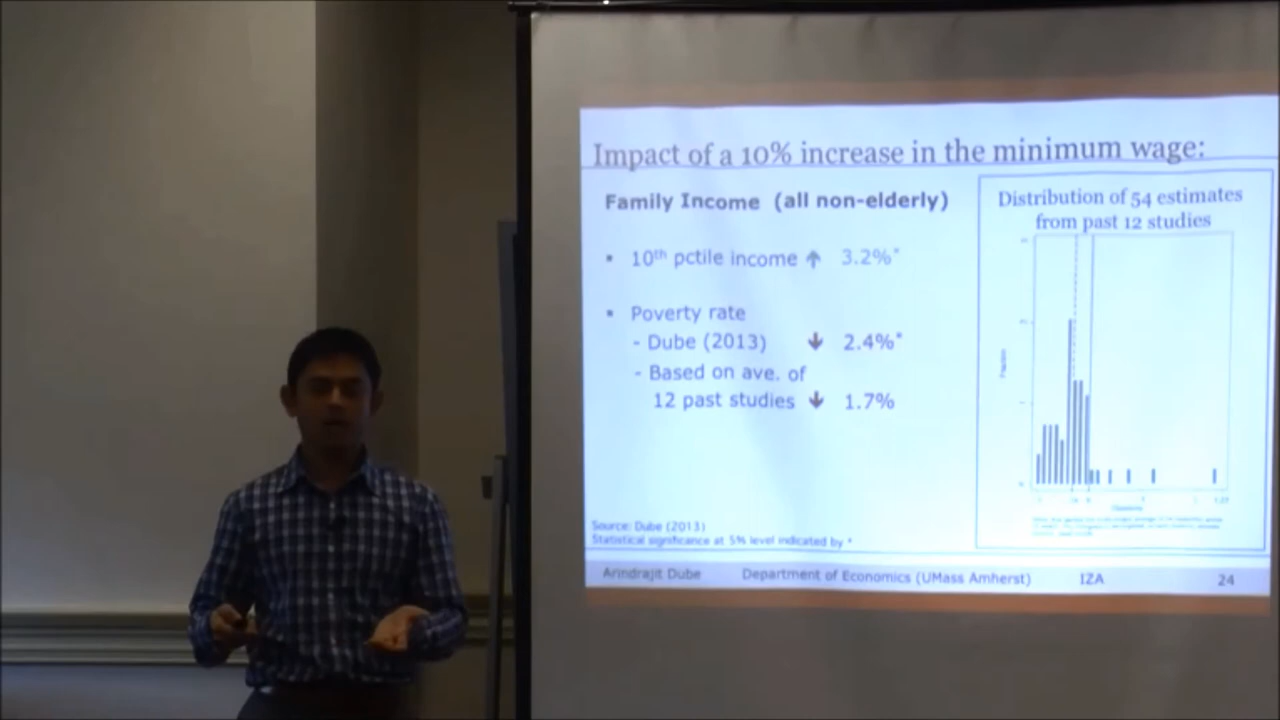 Impact of a 10% increase in the minimum wage:
Family Income (all non-elderly)
▪ 10th pctile income ↑ 3.2%*
▪ Poverty rate
- Dube (2013) ↓ 2.4%*
- Based on ave. of
12 past studies ↓ 1.7%
Source: Dube (2013)
Statistical significance at 5% level indicated by *
Distribution of 54 estimates
from past 12 studies
Fraction
Arindrajit Dube Department of Economics (UMass Amherst) IZA 24